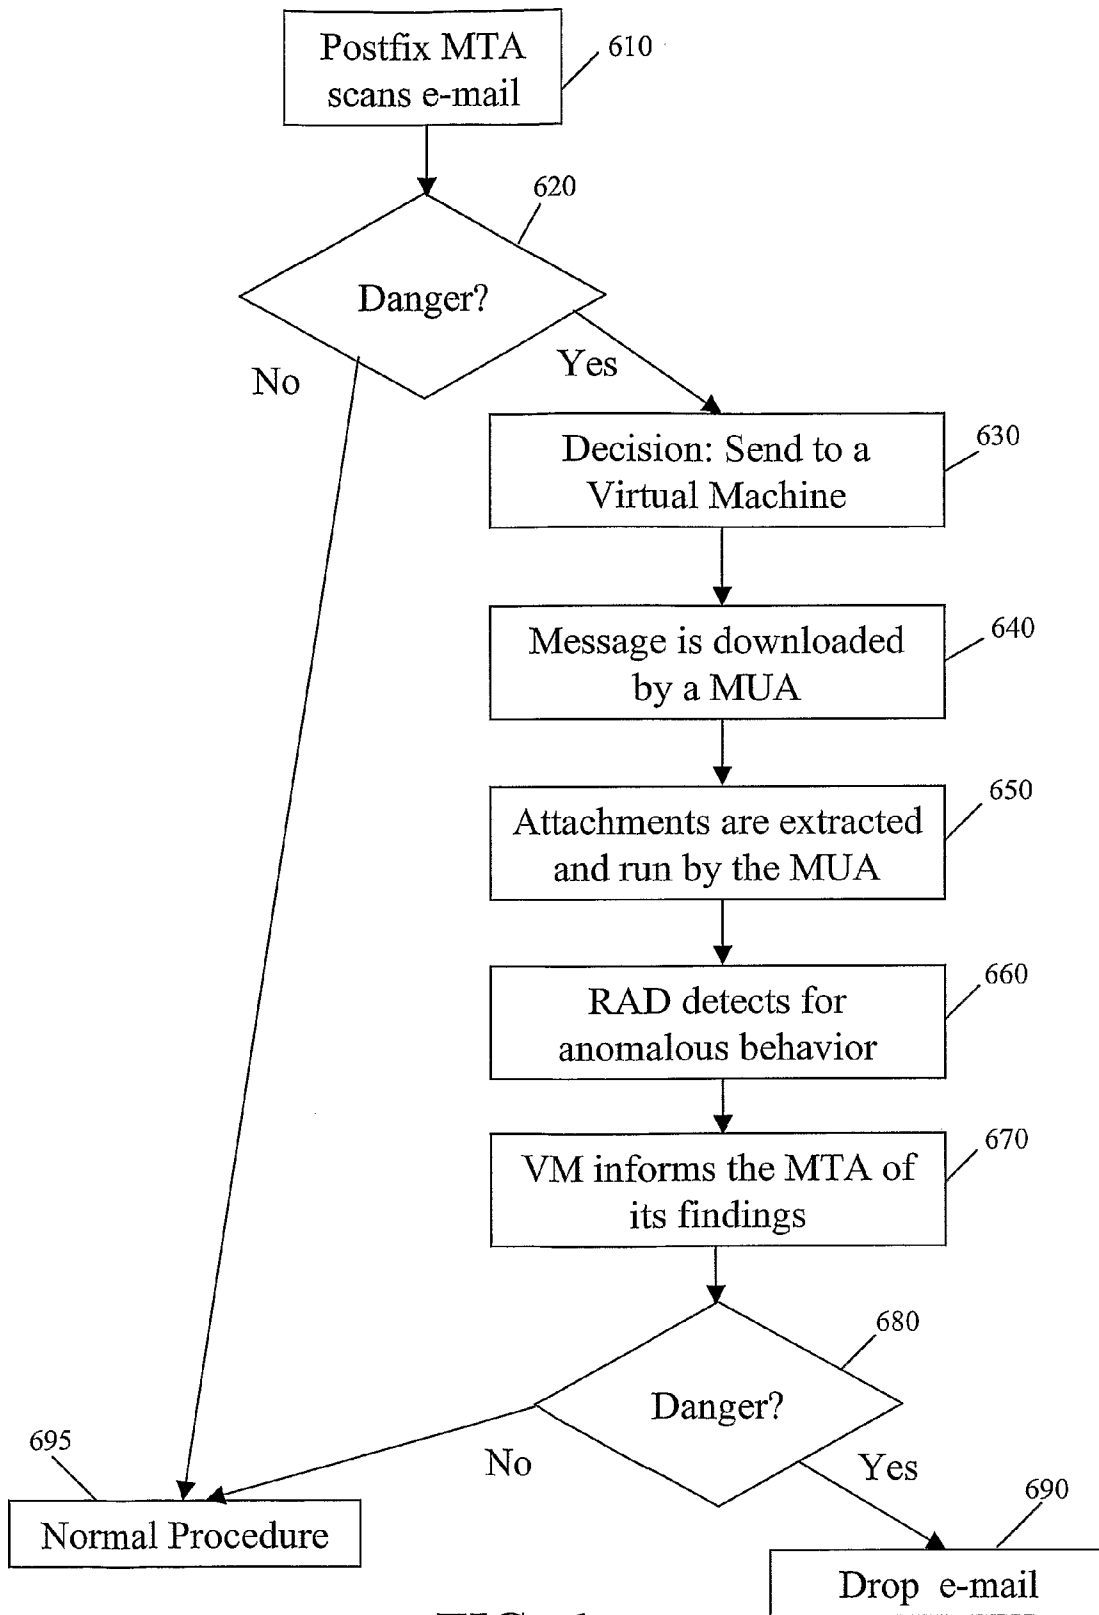 Postfix MTA
scans e-mail
610
620
Danger?
No
Yes
Decision: Send to a
Virtual Machine
630
Message is downloaded
by a MUA
640
Attachments are extracted
and run by the MUA
650
RAD detects for
anomalous behavior
660
VM informs the MTA of
its findings
670
680
Danger?
No
Yes
695
Normal Procedure
690
Drop e-mail